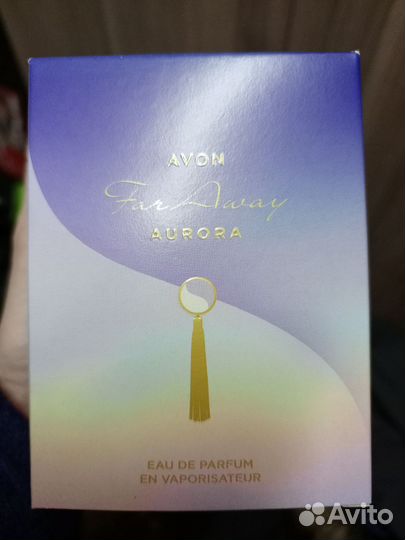 AVON
Far Away
AURORA
EAU DE PARFUM
EN VAPORISATEUR
Avito